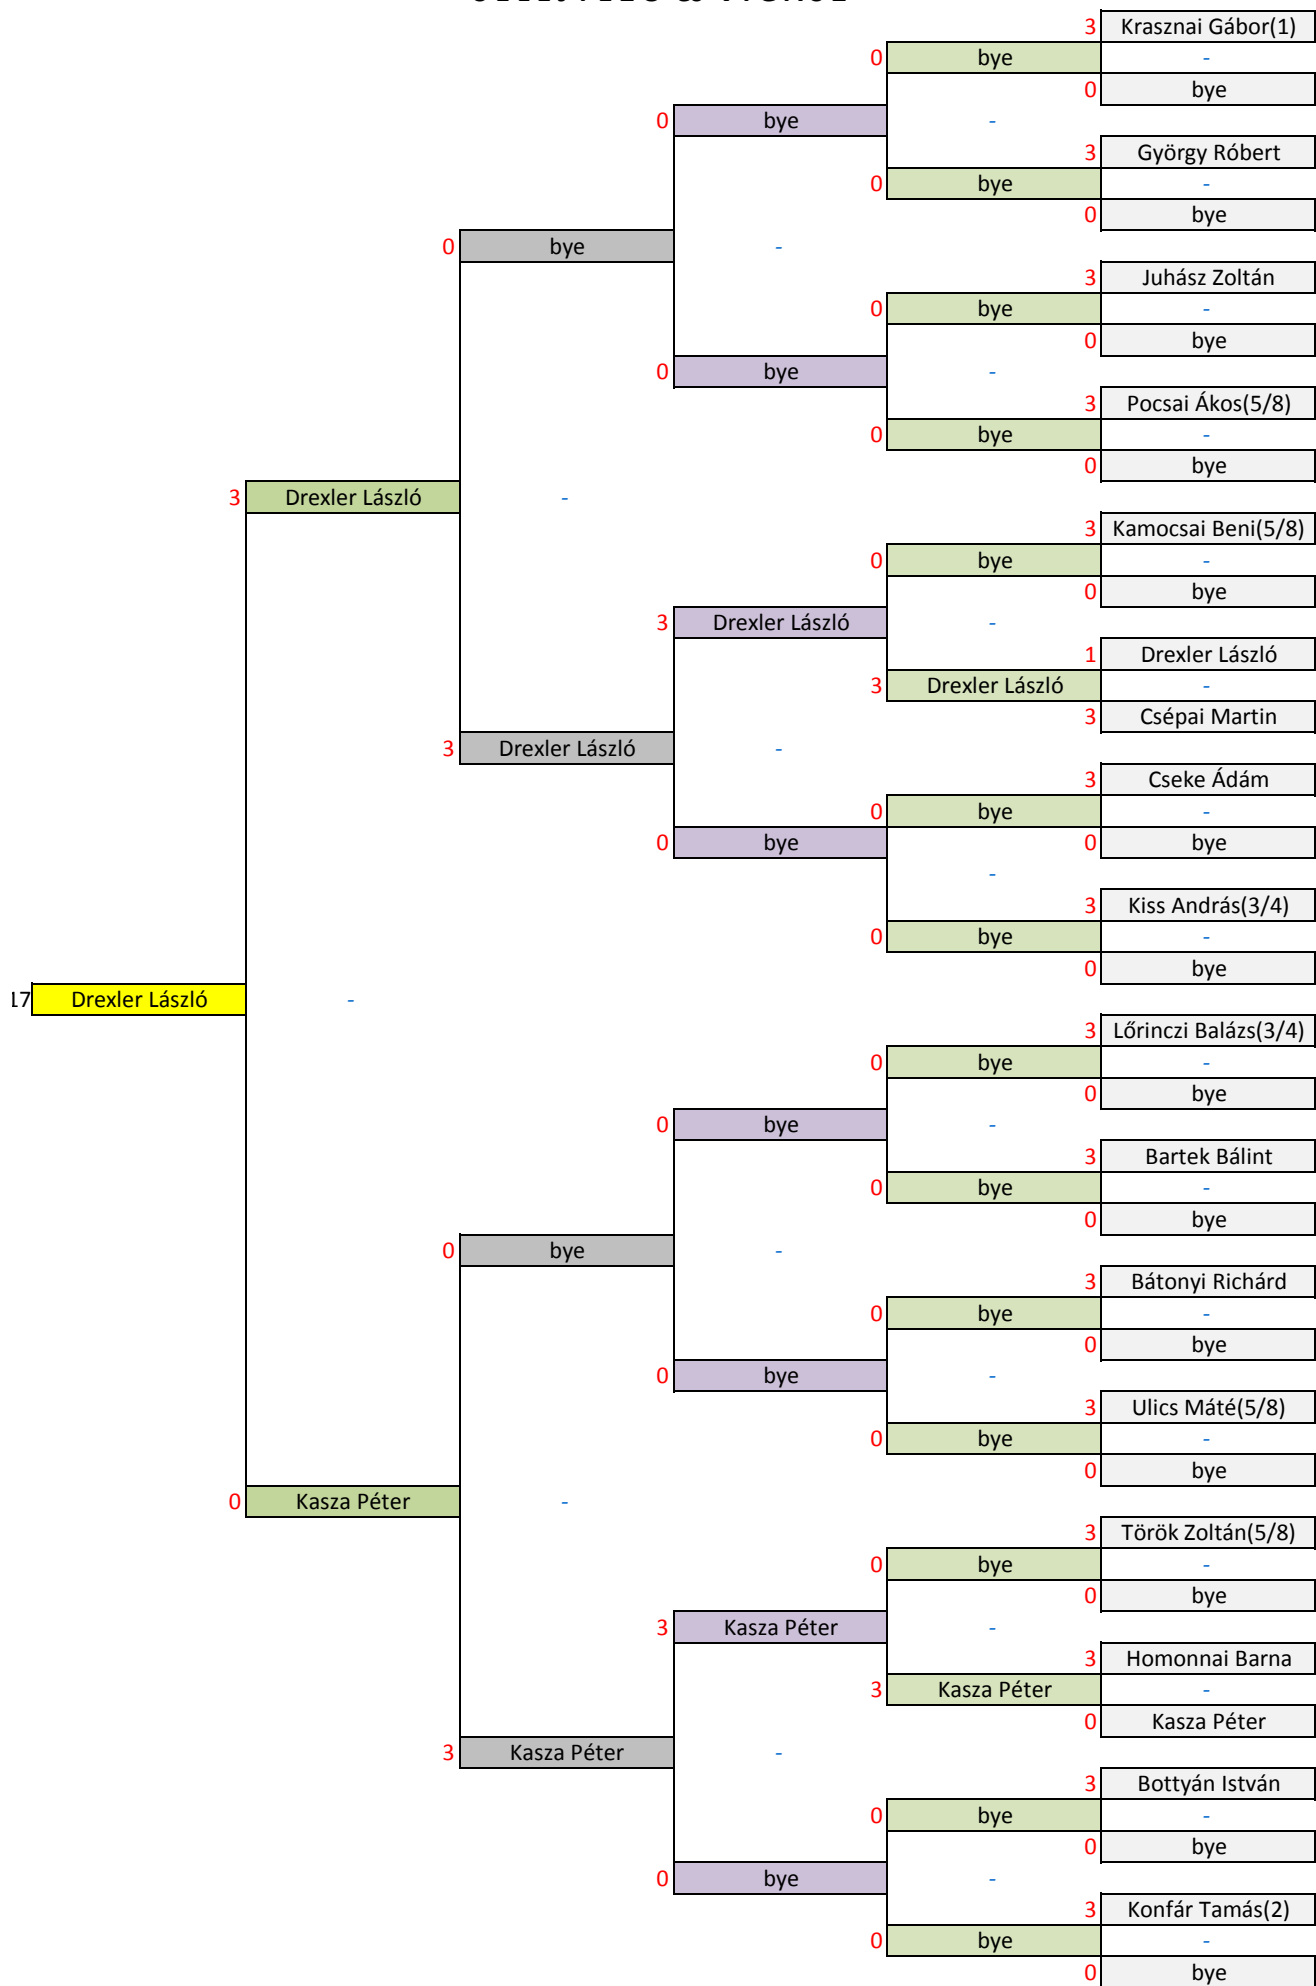 3 Krasznai Gábor(1)
0 bye -
0 bye
0 bye -
3 György Róbert
0 bye -
0 bye
0 bye -
3 Juhász Zoltán
0 bye -
0 bye
0 bye -
3 Pocsai Ákos(5/8)
0 bye -
0 bye
3 Drexler László -
3 Kamocsai Beni(5/8)
0 bye -
0 bye
3 Drexler László -
1 Drexler László
3 Drexler László -
3 Csépai Martin
3 Drexler László -
3 Cseke Ádám
0 bye -
0 bye
0 bye
-
3 Kiss András(3/4)
0 bye -
0 bye
17 Drexler László -
3 Lőrinczi Balázs(3/4)
0 bye -
0 bye
0 bye -
3 Bartek Bálint
0 bye -
0 bye
0 bye -
3 Bátonyi Richárd
0 bye -
0 bye
0 bye -
3 Ulics Máté(5/8)
0 bye -
0 bye
0 Kasza Péter -
3 Török Zoltán(5/8)
0 bye -
0 bye
3 Kasza Péter -
3 Homonnai Barna
3 Kasza Péter -
0 Kasza Péter
3 Kasza Péter -
3 Bottyán István
0 bye -
0 bye
0 bye -
3 Konfár Tamás(2)
0 bye -
0 bye